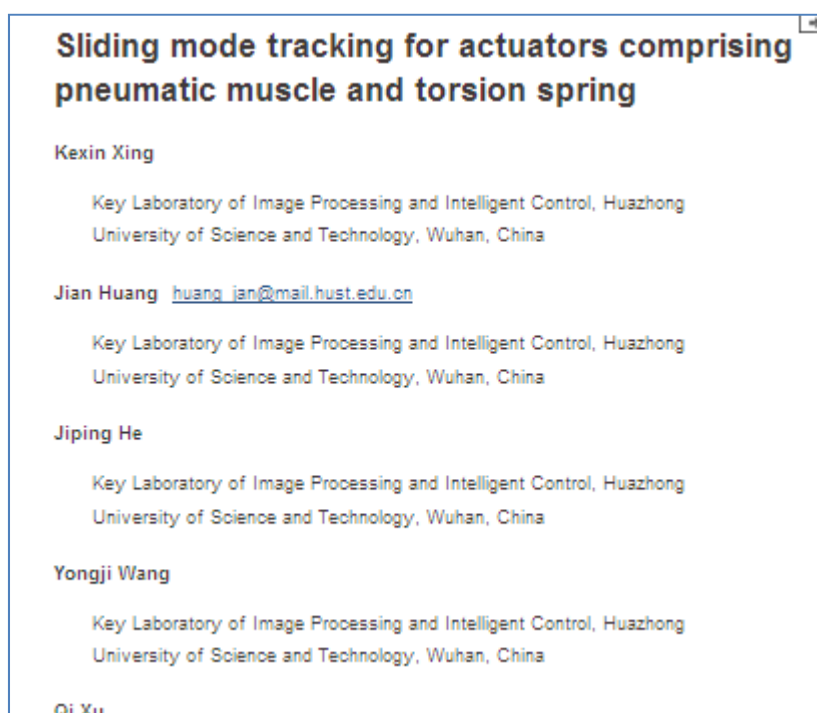 Sliding mode tracking for actuators comprising
pneumatic muscle and torsion spring
Kexin Xing
Key Laboratory of Image Processing and Intelligent Control, Huazhong
University of Science and Technology, Wuhan, China
Jian Huang huang_jan@mail.hust.edu.cn
Key Laboratory of Image Processing and Intelligent Control, Huazhong
University of Science and Technology, Wuhan, China
Jiping He
Key Laboratory of Image Processing and Intelligent Control, Huazhong
University of Science and Technology, Wuhan, China
Yongji Wang
Key Laboratory of Image Processing and Intelligent Control, Huazhong
University of Science and Technology, Wuhan, China
Qi Xu